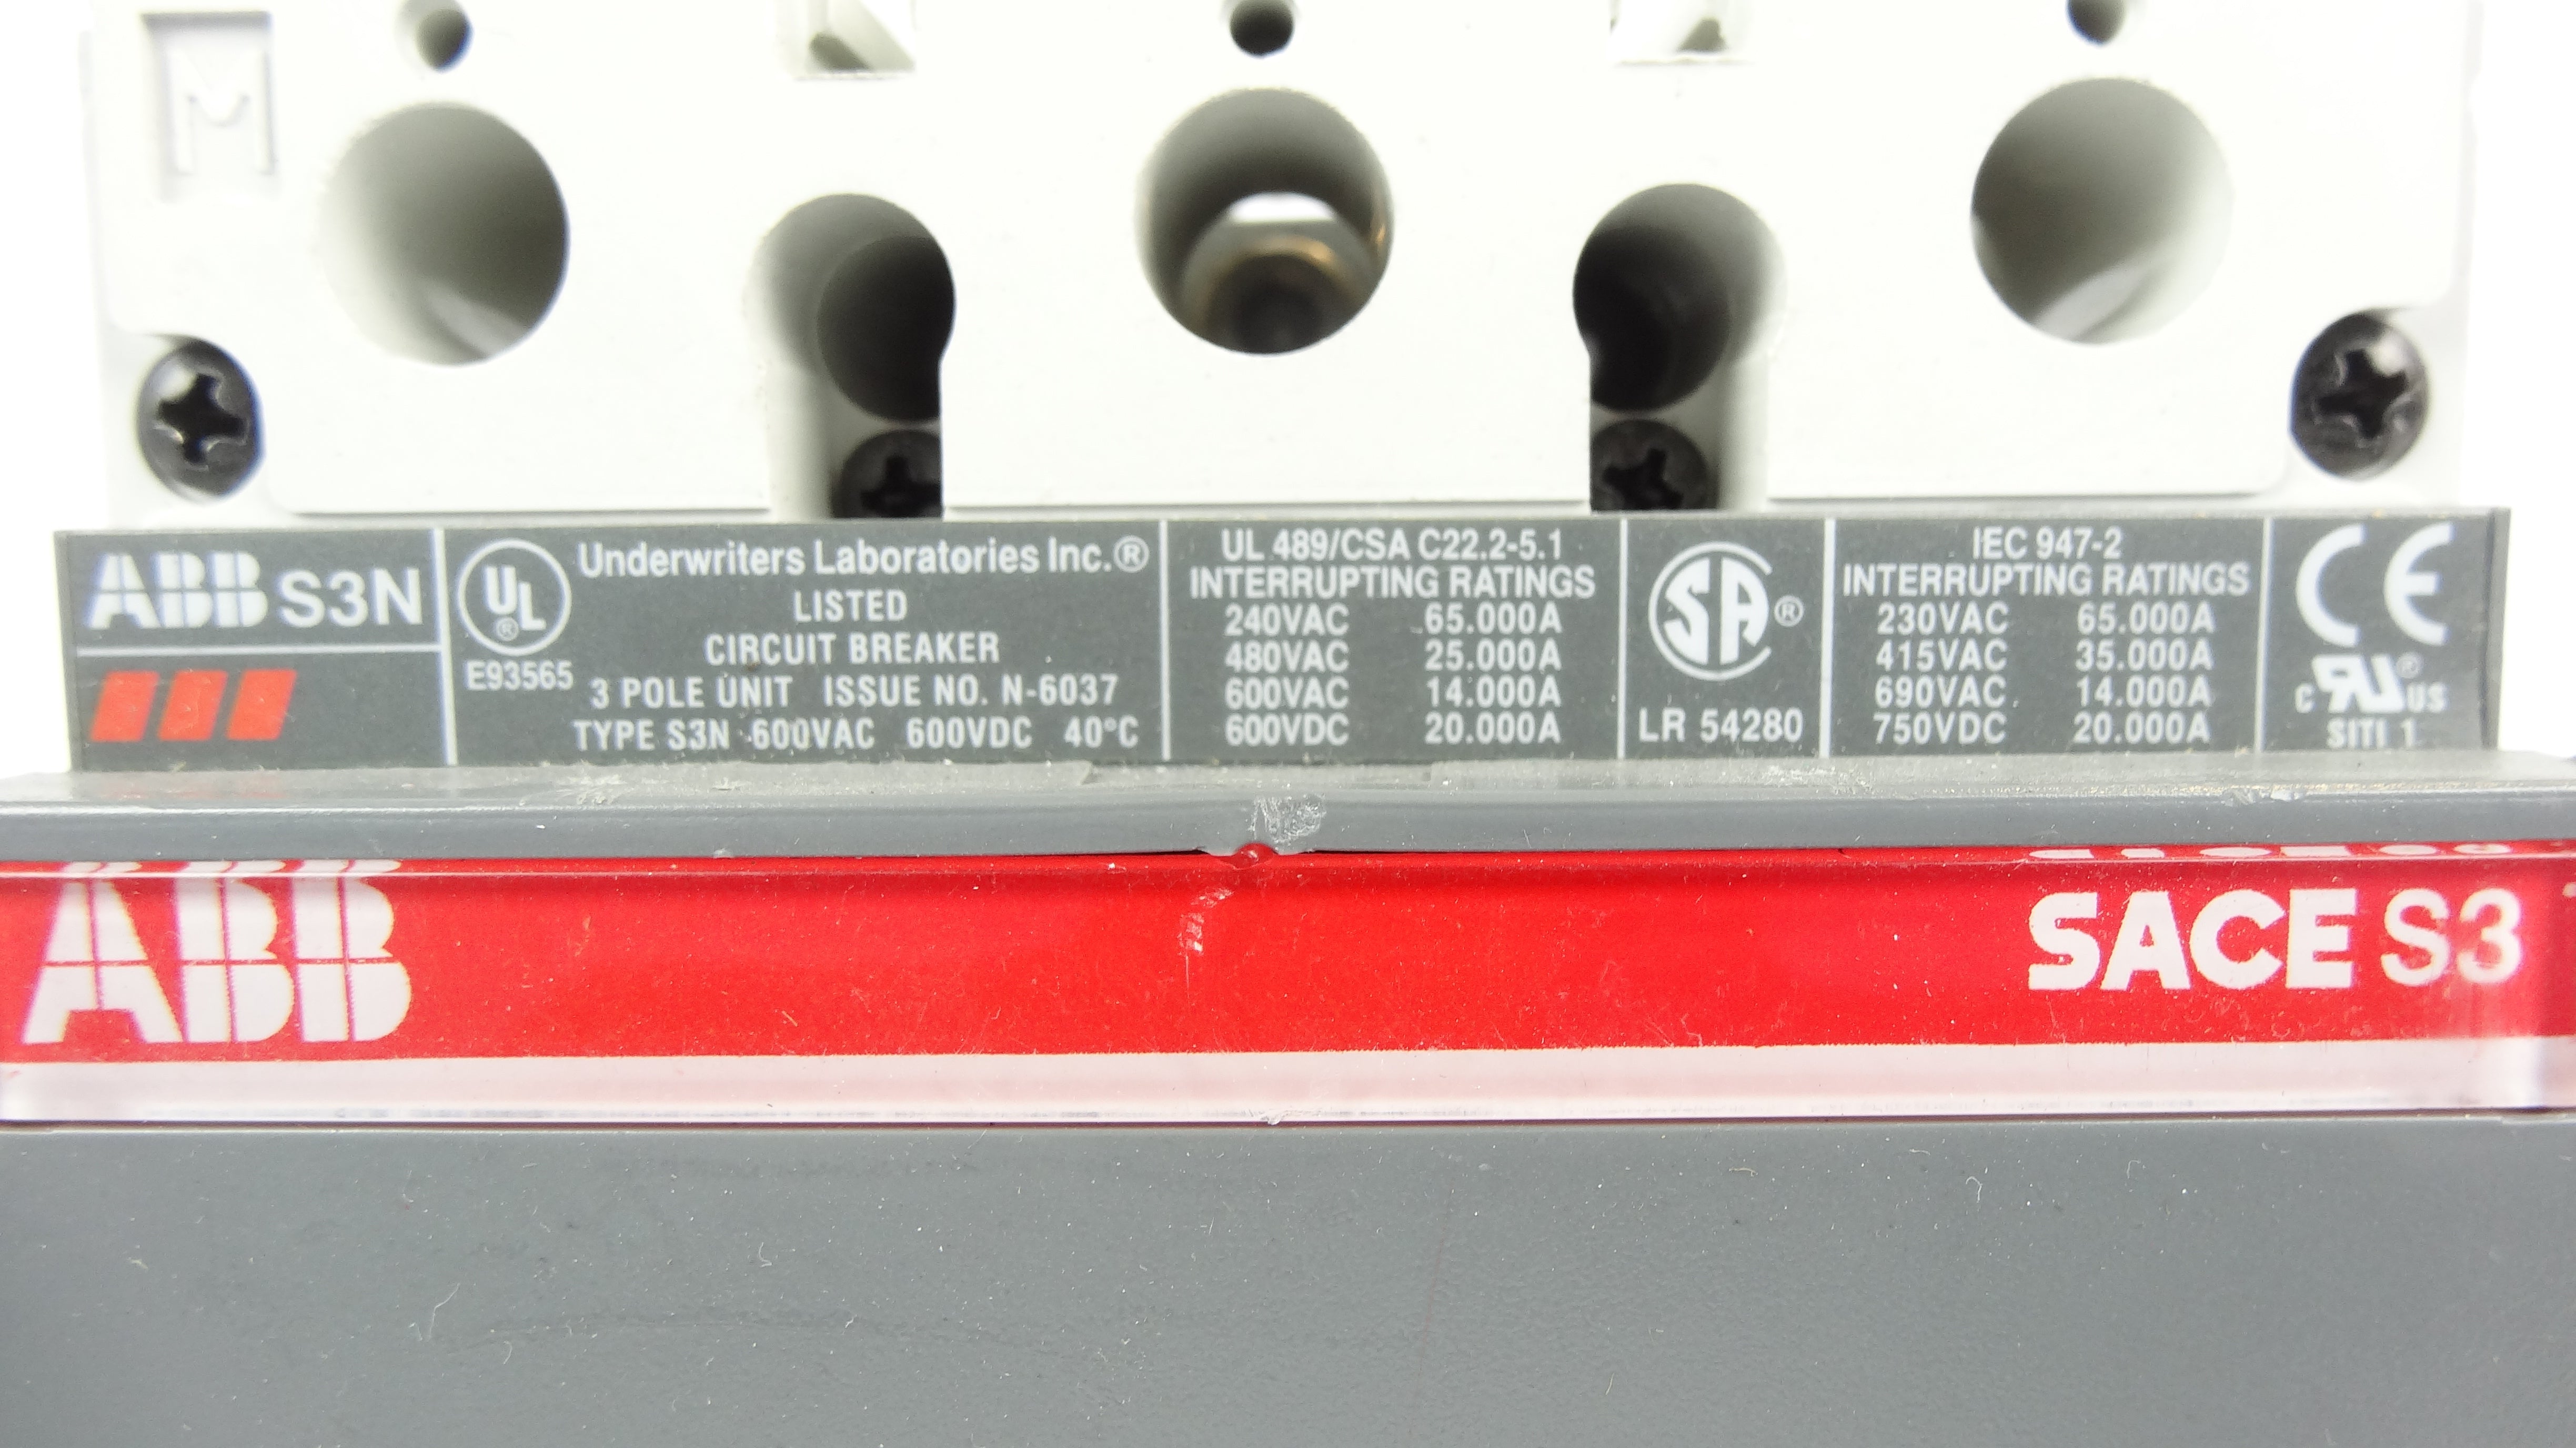 M
ABB S3N
UL®
E93565
Underwriters Laboratories Inc.®
LISTED
CIRCUIT BREAKER
3 POLE UNIT ISSUE NO. N-6037
TYPE S3N 600VAC 600VDC 40°C
UL 489/CSA C22.2-5.1
INTERRUPTING RATINGS
240VAC 65.000A
480VAC 25.000A
600VAC 14.000A
600VDC 20.000A
SA®
LR 54280
IEC 947-2
INTERRUPTING RATINGS
230VAC 65.000A
415VAC 35.000A
690VAC 14.000A
750VDC 20.000A
CE
C RU® US
SITI 1
ABB
SACE S3